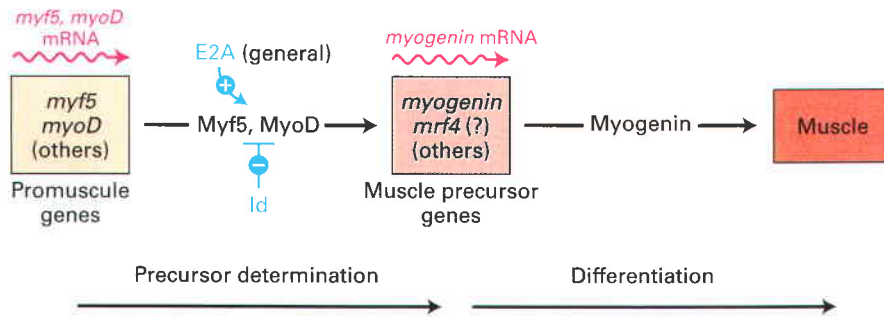 myf5, myoD
mRNA
E2A (general)
+
myogenin mRNA
myf5
myoD
(others)
Promuscule
genes
Myf5, MyoD
−
Id
myogenin
mrf4 (?)
(others)
Muscle precursor
genes
Myogenin
Muscle
Precursor determination
Differentiation